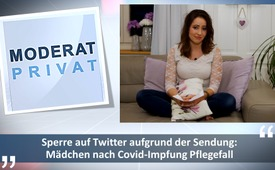 MODERAT
PRIVAT
Sperre auf Twitter aufgrund der Sendung:
Mädchen nach Covid-Impfung Pflegefall